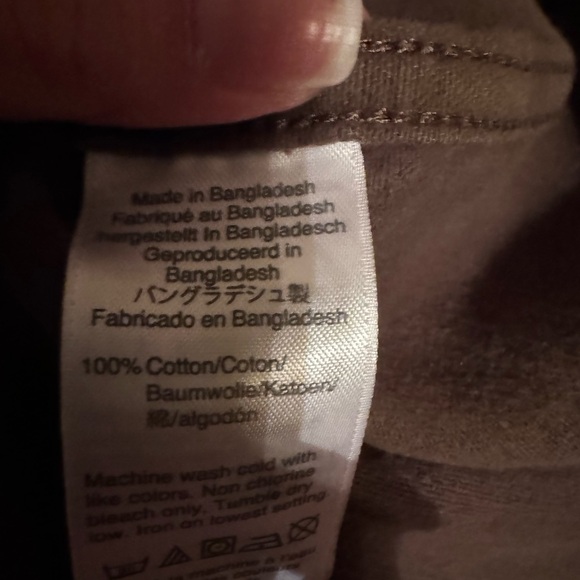 Made in Bangladesh
Fabriqué au Bangladesh
Hergestellt In Bangladesch
Geproduceerd in
Bangladesh
バングラデシュ製
Fabricado en Bangladesh
100% Cotton/Coton/
Baumwolle/Katoen/
綿/algodón
Machine wash cold with
like colors. Non chlorine
bleach only. Tumble dry
low. Iron on lowest setting
machine à l'eau